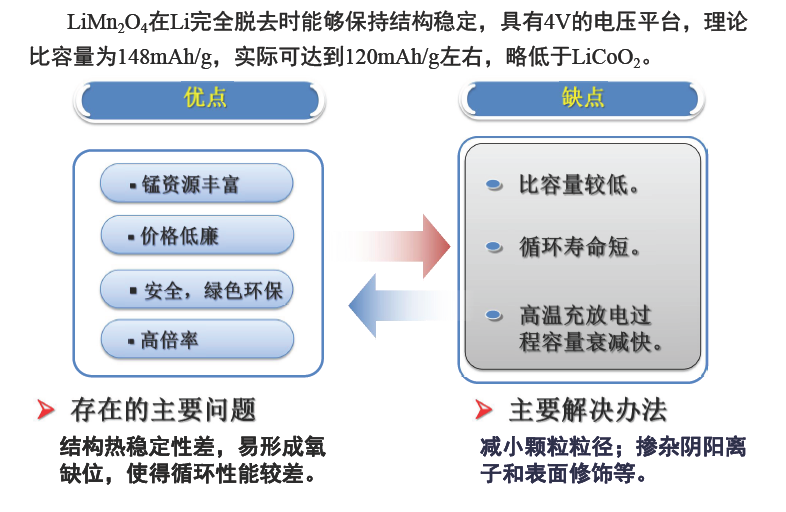 LiMn₂O₄在Li完全脱去时能够保持结构稳定，具有4V的电压平台，理论
比容量为148mAh/g，实际可达到120mAh/g左右，略低于LiCoO₂。
优点
▪ 锰资源丰富
▪ 价格低廉
▪ 安全，绿色环保
▪ 高倍率
缺点
比容量较低。
循环寿命短。
高温充放电过
程容量衰减快。
➢ 存在的主要问题
结构热稳定性差，易形成氧
缺位，使得循环性能较差。
➢ 主要解决办法
减小颗粒粒径；掺杂阴阳离
子和表面修饰等。